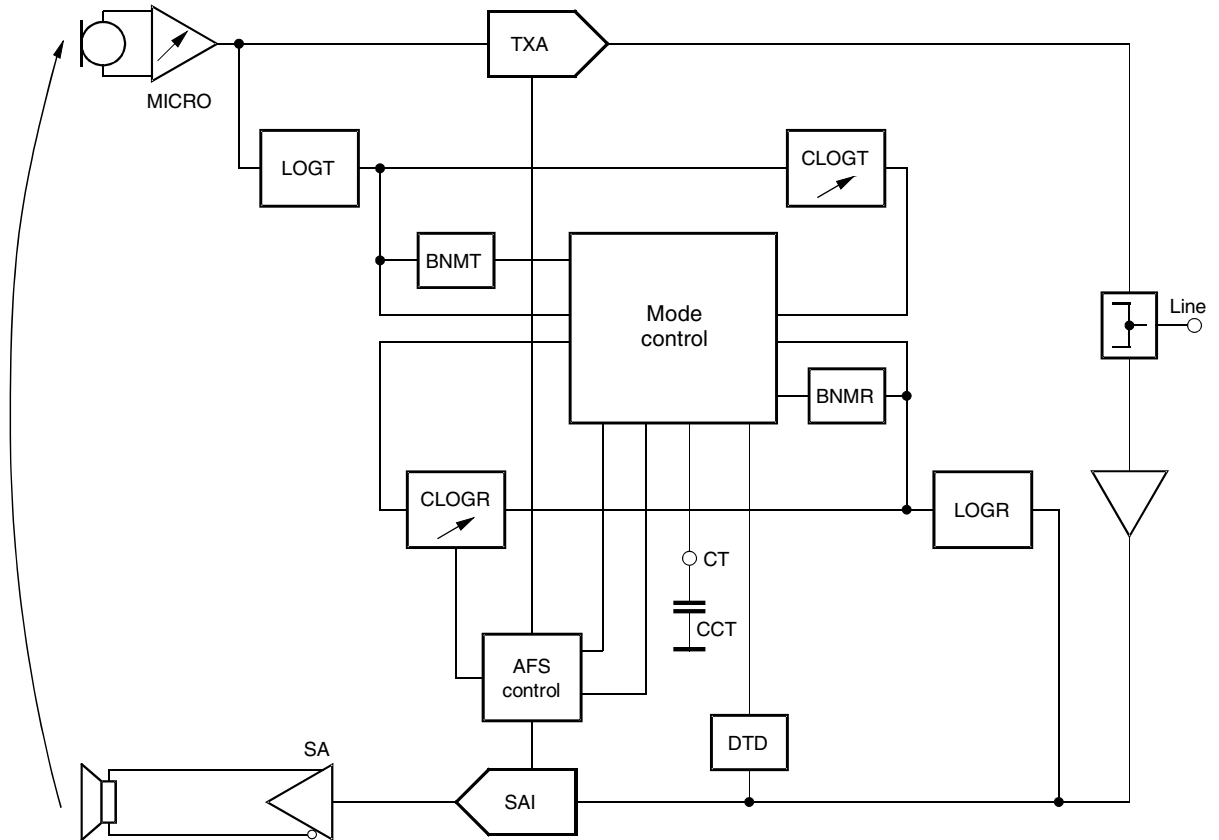 TXA
MICRO
LOGT
CLOGT
BNMT
Mode
control
Line
BNMR
CLOGR
LOGR
CT
CCT
AFS
control
DTD
SA
SAI